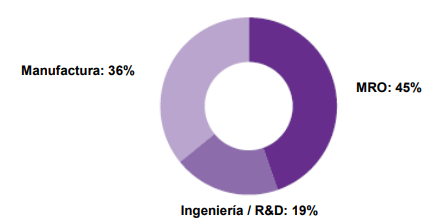 Manufactura: 36%
MRO: 45%
Ingeniería / R&D: 19%